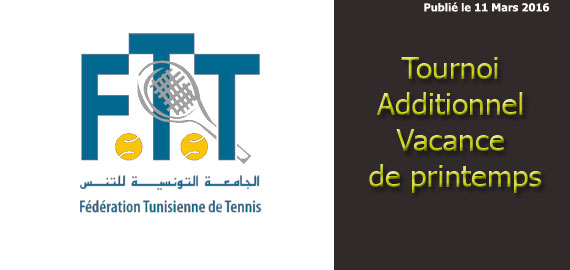 Publié le 11 Mars 2016
F.T.T
الجامعة التونسية للتنس
Fédération Tunisienne de Tennis
Tournoi
Additionnel
Vacance
de printemps